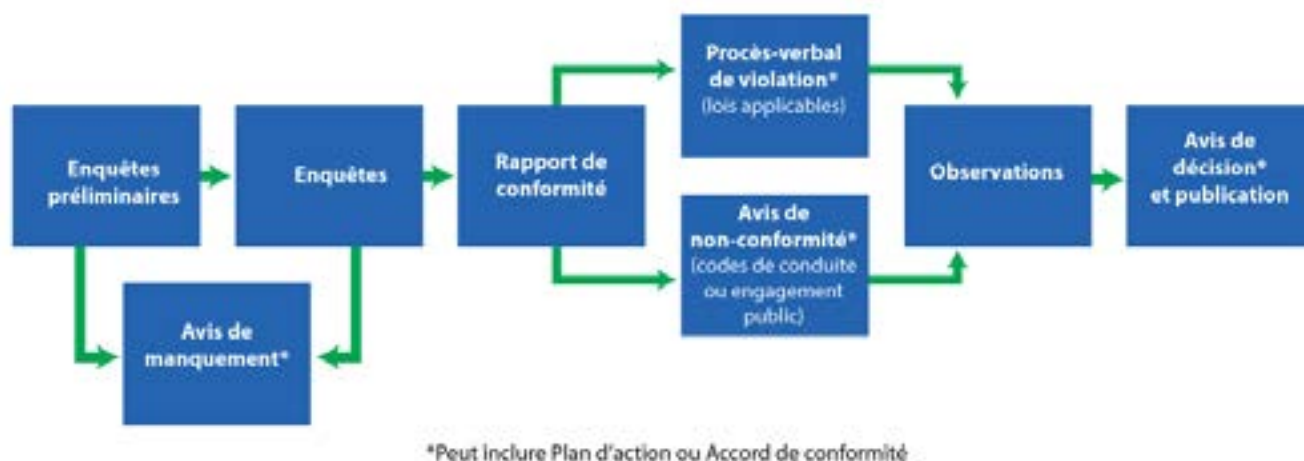 Enquêtes
préliminaires
Enquêtes
Avis de
manquement*
Rapport de
conformité
Procès-verbal
de violation*
(lois applicables)
Avis de
non-conformité*
(codes de conduite
ou engagement
public)
Observations
Avis de
décision*
et publication
*Peut inclure Plan d'action ou Accord de conformité